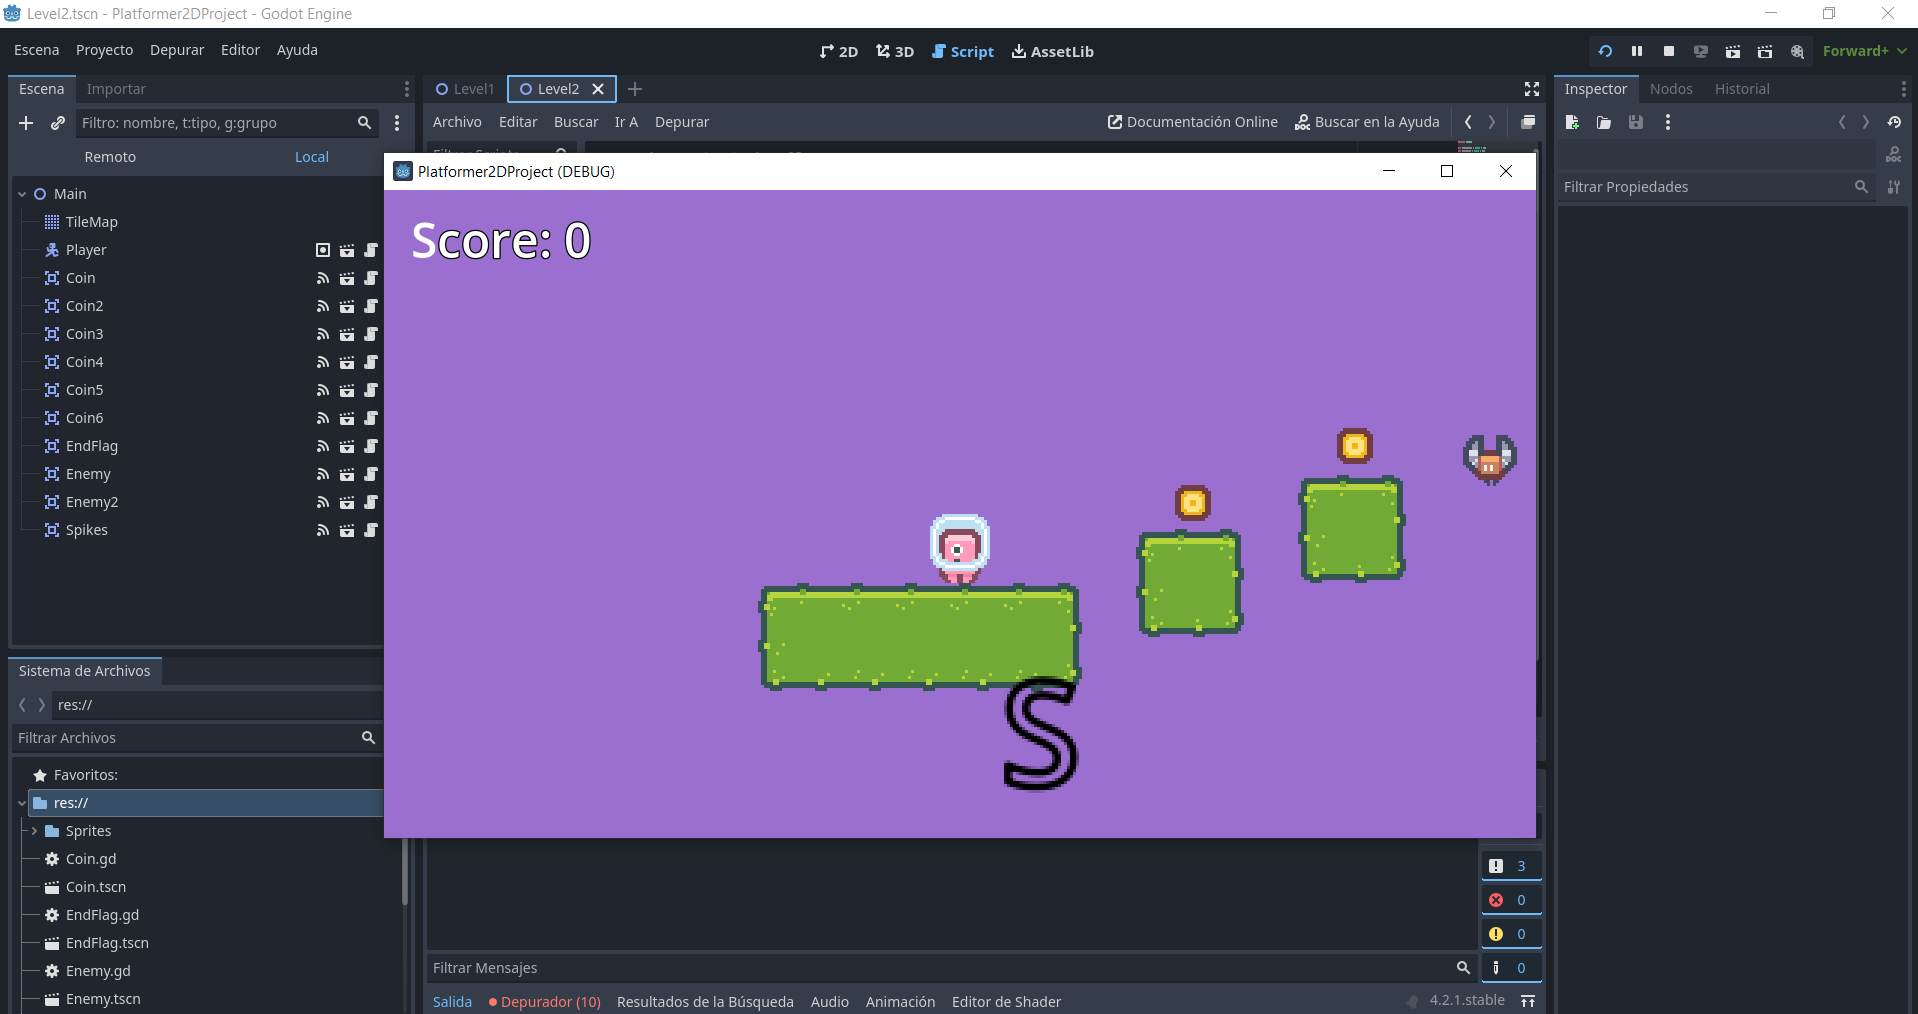 Level2.tscn - Platformer2DProject - Godot Engine
Escena Proyecto Depurar Editor Ayuda
2D 3D Script AssetLib
Forward+
Escena Importar
Level1 Level2
Inspector Nodos Historial
Filtro: nombre, t:tipo, g:grupo
Archivo Editar Buscar Ir A Depurar
Documentación Online Buscar en la Ayuda
Remoto Local
Filtrar Propiedades
Main
TileMap
Player
Coin
Coin2
Coin3
Coin4
Coin5
Coin6
EndFlag
Enemy
Enemy2
Spikes
Platformer2DProject (DEBUG)
Score: 0
S
Sistema de Archivos
res://
Filtrar Archivos
Favoritos:
res://
Sprites
Coin.gd
Coin.tscn
EndFlag.gd
EndFlag.tscn
Enemy.gd
Enemy.tscn
3
0
0
0
Filtrar Mensajes
Salida Depurador (10) Resultados de la Búsqueda Audio Animación Editor de Shader
4.2.1.stable